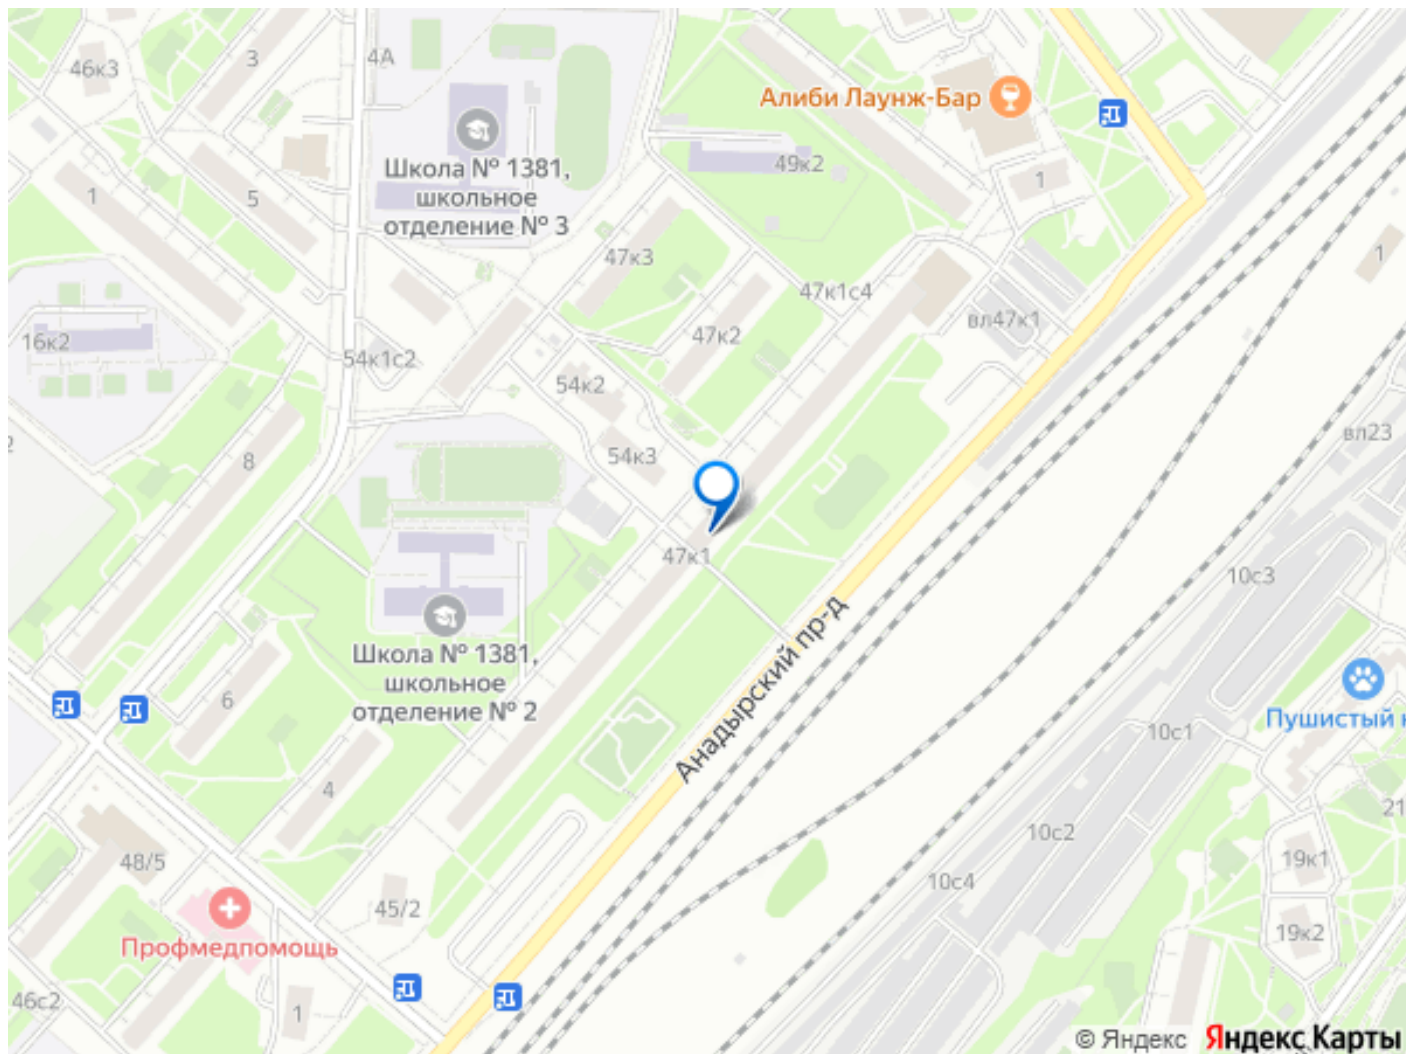 3
4А
46к3
Алиби Лаунж-Бар
Школа № 1381,
школьное
отделение № 3
49к2
1
1
5
47к3
1
47к1с4
вл47к1
16к2
47к2
54к1с2
54к2
вл23
8
54к3
47к1
10с3
Школа № 1381,
школьное
отделение № 2
Анадырский пр-д
6
Пушистый
10с1
4
21
10с2
48/5
19к1
10с4
45/2
Профмедпомощь
19к2
46с2
1
© Яндекс Яндекс Карты